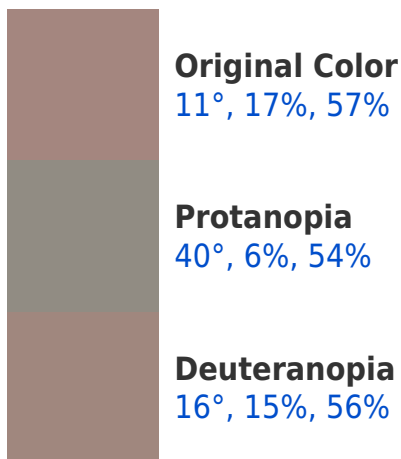 Original Color
11°, 17%, 57%
Protanopia
40°, 6%, 54%
Deuteranopia
16°, 15%, 56%